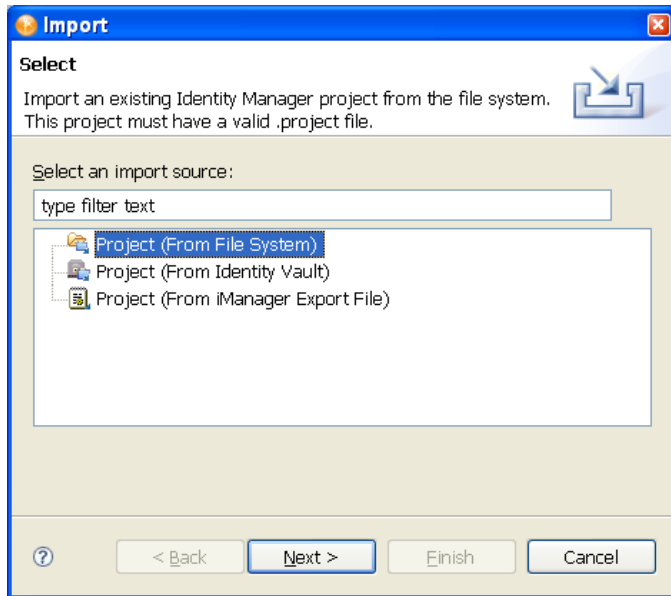 Import
Select
Import an existing Identity Manager project from the file system.
This project must have a valid .project file.
Select an import source:
type filter text
Project (From File System)
Project (From Identity Vault)
Project (From iManager Export File)
?
< Back
Next >
Finish
Cancel